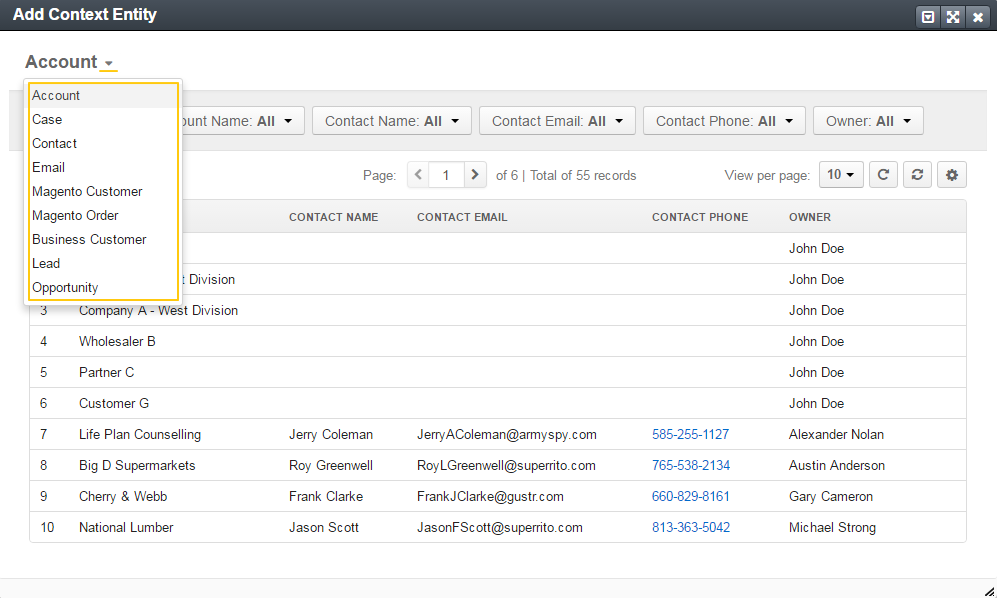 Add Context Entity
Account
Account
Case
Contact
Email
Magento Customer
Magento Order
Business Customer
Lead
Opportunity
Name: All
Contact Name: All
Contact Email: All
Contact Phone: All
Owner: All
Page: 1 of 6 | Total of 55 records
View per page: 10
CONTACT NAME CONTACT EMAIL CONTACT PHONE OWNER
John Doe
Division John Doe
3 Company A - West Division John Doe
4 Wholesaler B John Doe
5 Partner C John Doe
6 Customer G John Doe
7 Life Plan Counselling Jerry Coleman JerryAColeman@armyspy.com 585-255-1127 Alexander Nolan
8 Big D Supermarkets Roy Greenwell RoyLGreenwell@superrito.com 765-538-2134 Austin Anderson
9 Cherry & Webb Frank Clarke FrankJClarke@gustr.com 660-829-8161 Gary Cameron
10 National Lumber Jason Scott JasonFScott@superrito.com 813-363-5042 Michael Strong